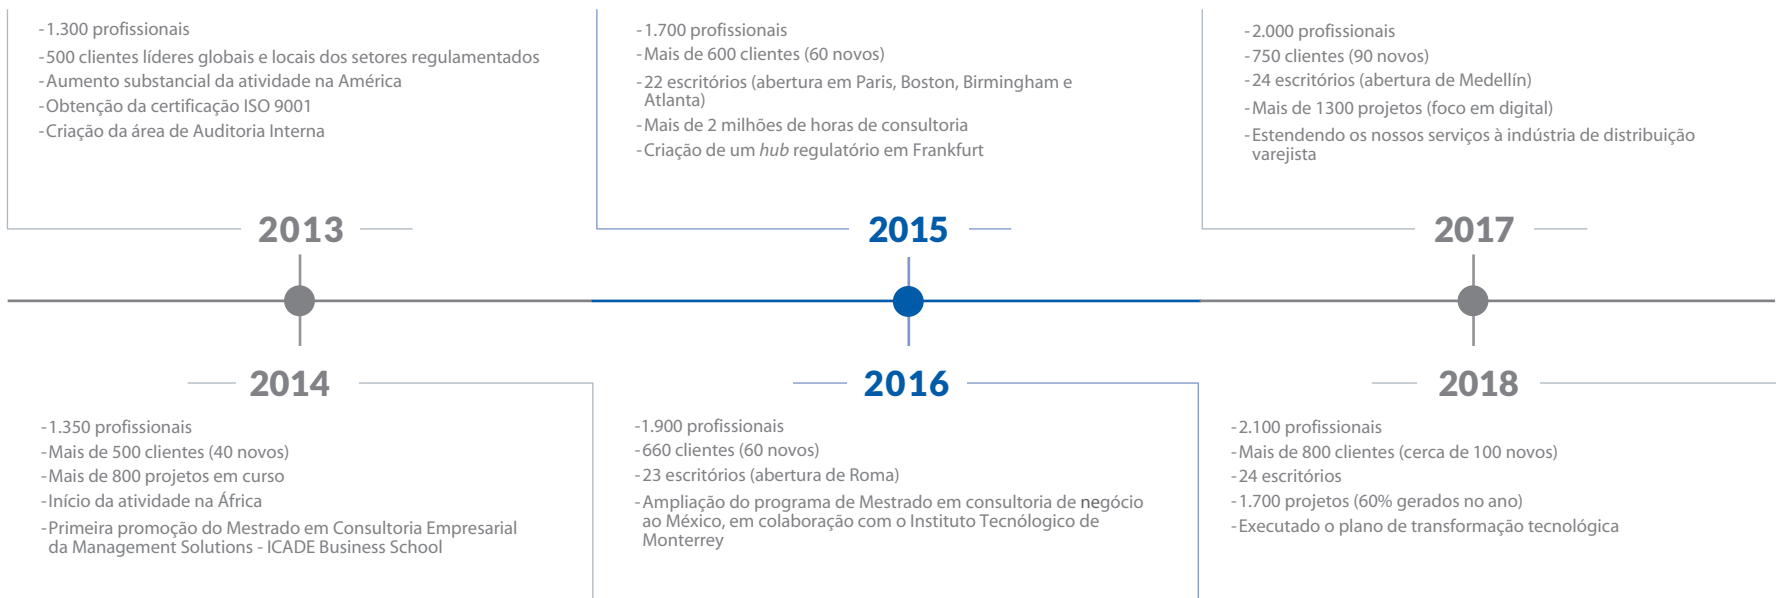 -1.300 profissionais
-500 clientes líderes globais e locais dos setores regulamentados
-Aumento substancial da atividade na América
-Obtenção da certificação ISO 9001
-Criação da área de Auditoria Interna
2013
-1.700 profissionais
-Mais de 600 clientes (60 novos)
-22 escritórios (abertura em Paris, Boston, Birmingham e
Atlanta)
-Mais de 2 milhões de horas de consultoria
-Criação de um hub regulatório em Frankfurt
2015
-2.000 profissionais
-750 clientes (90 novos)
-24 escritórios (abertura de Medellín)
-Mais de 1300 projetos (foco em digital)
-Estendendo os nossos serviços à indústria de distribuição
varejista
2017
2014
-1.350 profissionais
-Mais de 500 clientes (40 novos)
-Mais de 800 projetos em curso
-Início da atividade na África
-Primeira promoção do Mestrado em Consultoria Empresarial
da Management Solutions - ICADE Business School
2016
-1.900 profissionais
-660 clientes (60 novos)
-23 escritórios (abertura de Roma)
-Ampliação do programa de Mestrado em consultoria de negócio
ao México, em colaboração com o Instituto Tecnólogico de
Monterrey
2018
-2.100 profissionais
-Mais de 800 clientes (cerca de 100 novos)
-24 escritórios
-1.700 projetos (60% gerados no ano)
-Executado o plano de transformação tecnológica